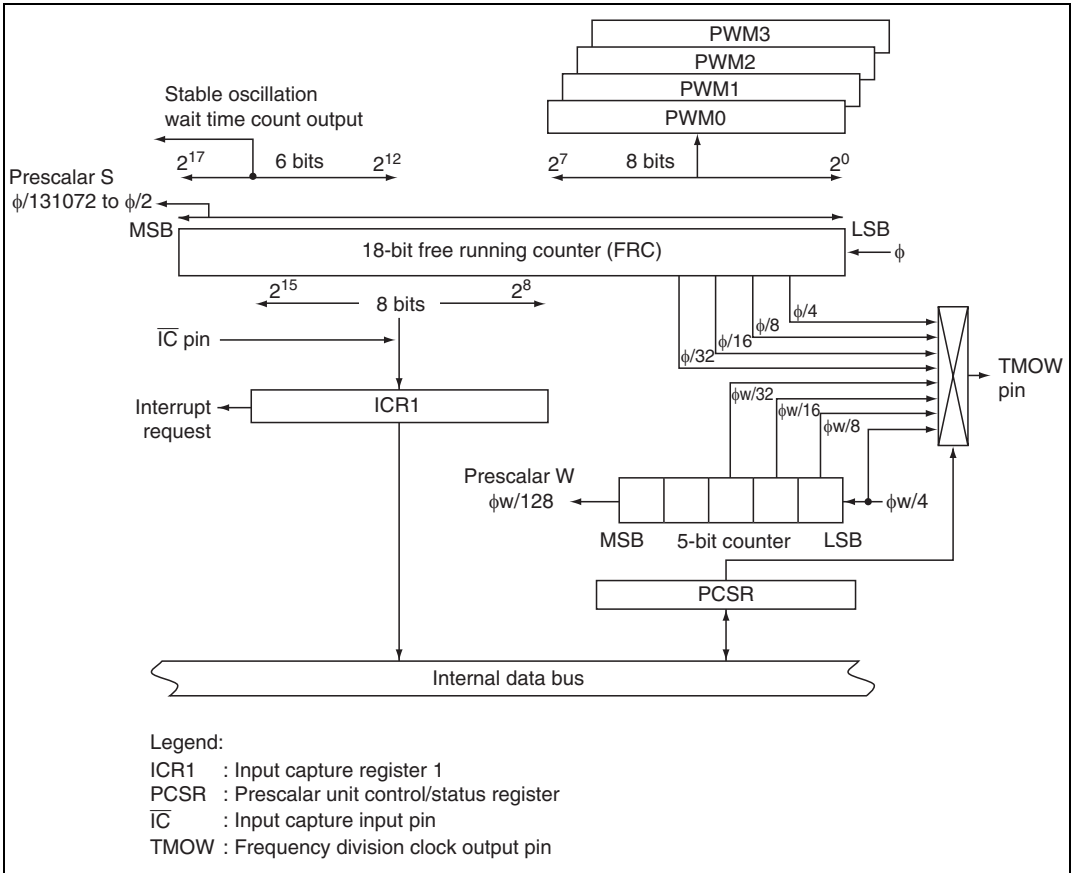 PWM3
PWM2
PWM1
PWM0
Stable oscillation
wait time count output
2^17 6 bits 2^12
2^7 8 bits 2^0
Prescalar S
ϕ/131072 to ϕ/2
MSB
LSB
18-bit free running counter (FRC)
ϕ
2^15 8 bits 2^8
ϕ/4
ϕ/8
ϕ/16
ϕ/32
I̅C̅ pin
TMOW
pin
ICR1
Interrupt
request
ϕw/32
ϕw/16
ϕw/8
Prescalar W
ϕw/128
ϕw/4
MSB 5-bit counter LSB
PCSR
Internal data bus
Legend:
ICR1 : Input capture register 1
PCSR : Prescalar unit control/status register
I̅C̅ : Input capture input pin
TMOW : Frequency division clock output pin